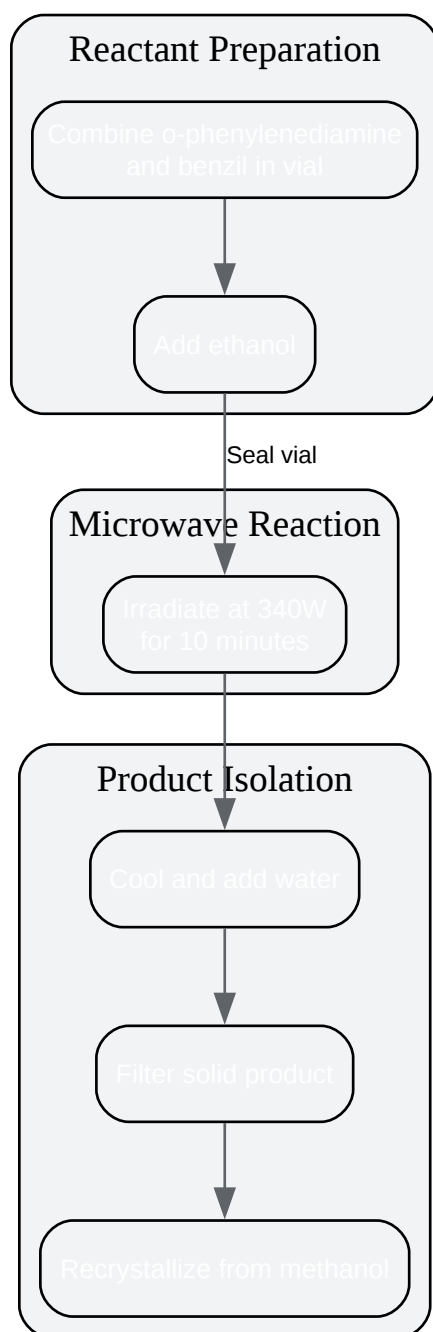 Reactant Preparation
Combine o-phenylenediamine
and benzil in vial
Add ethanol
Seal vial
Microwave Reaction
Irradiate at 340W
for 10 minutes
Product Isolation
Cool and add water
Filter solid product
Recrystallize from methanol